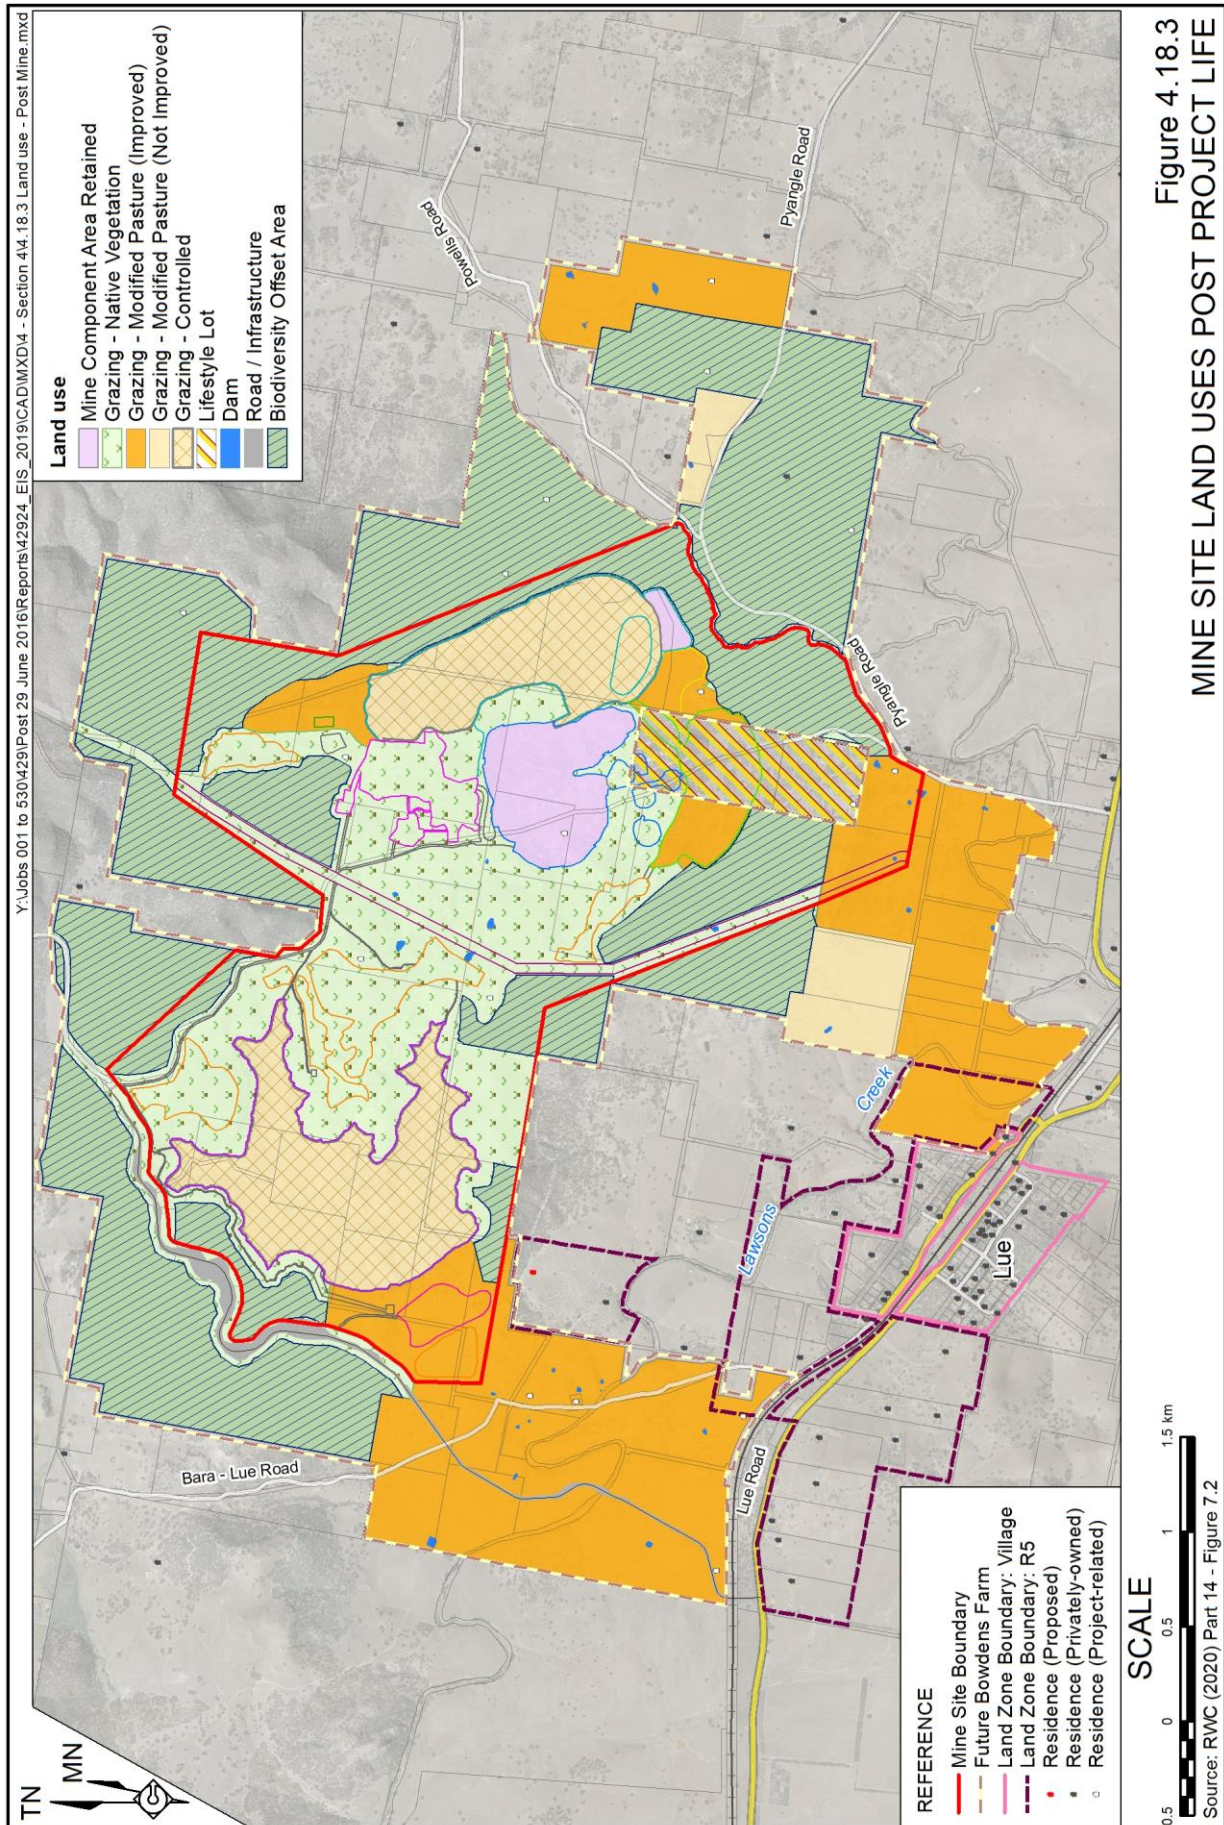 Y:\Jobs 001 to 530\429\Post 29 June 2016\Reports\42924_EIS_2019\CAD\MXD\4 - Section 4\4.18.3 Land use - Post Mine.mxd
TN
MN
Land use
Mine Component Area Retained
Grazing - Native Vegetation
Grazing - Modified Pasture (Improved)
Grazing - Modified Pasture (Not Improved)
Grazing - Controlled
Lifestyle Lot
Dam
Road / Infrastructure
Biodiversity Offset Area
Powells Road
Pyangle Road
Pyangle Road
Bara - Lue Road
Creek
Lawsons
Lue Road
Lue
REFERENCE
Mine Site Boundary
Future Bowdens Farm
Land Zone Boundary: Village
Land Zone Boundary: R5
Residence (Proposed)
Residence (Privately-owned)
Residence (Project-related)
SCALE
0.5 0 0.5 1 1.5 km
Source: RWC (2020) Part 14 - Figure 7.2
Figure 4.18.3
MINE SITE LAND USES POST PROJECT LIFE